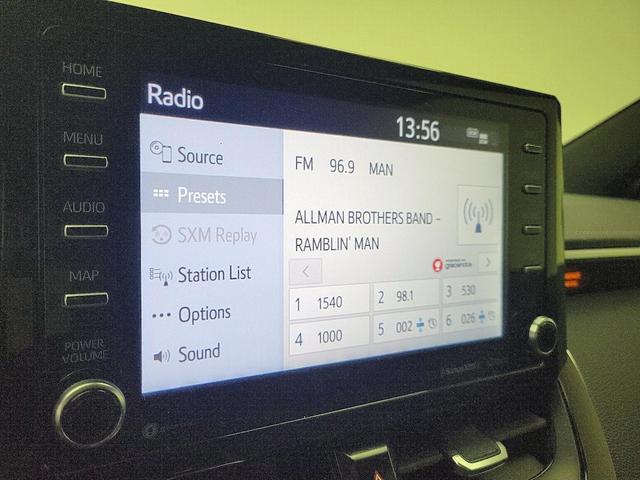 HOME
MENU
AUDIO
MAP
POWER
VOLUME
Radio
13:56
Source
Presets
SXM Replay
Station List
Options
Sound
FM 96.9 MAN
ALLMAN BROTHERS BAND -
RAMBLIN' MAN
gracenote
1 1540
2 98.1
3 530
4 1000
5 002
6 026